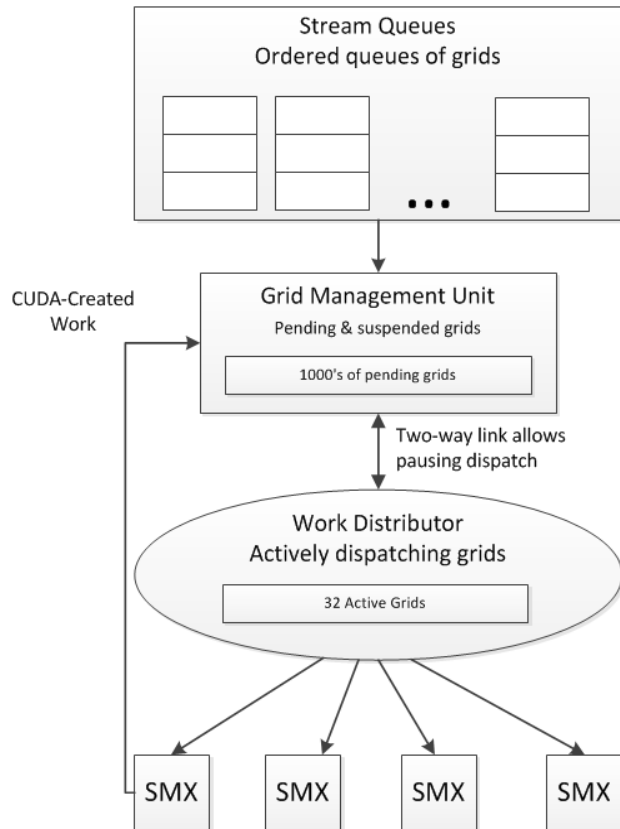 Stream Queues
Ordered queues of grids
...
CUDA-Created
Work
Grid Management Unit
Pending & suspended grids
1000's of pending grids
Two-way link allows
pausing dispatch
Work Distributor
Actively dispatching grids
32 Active Grids
SMX SMX SMX SMX